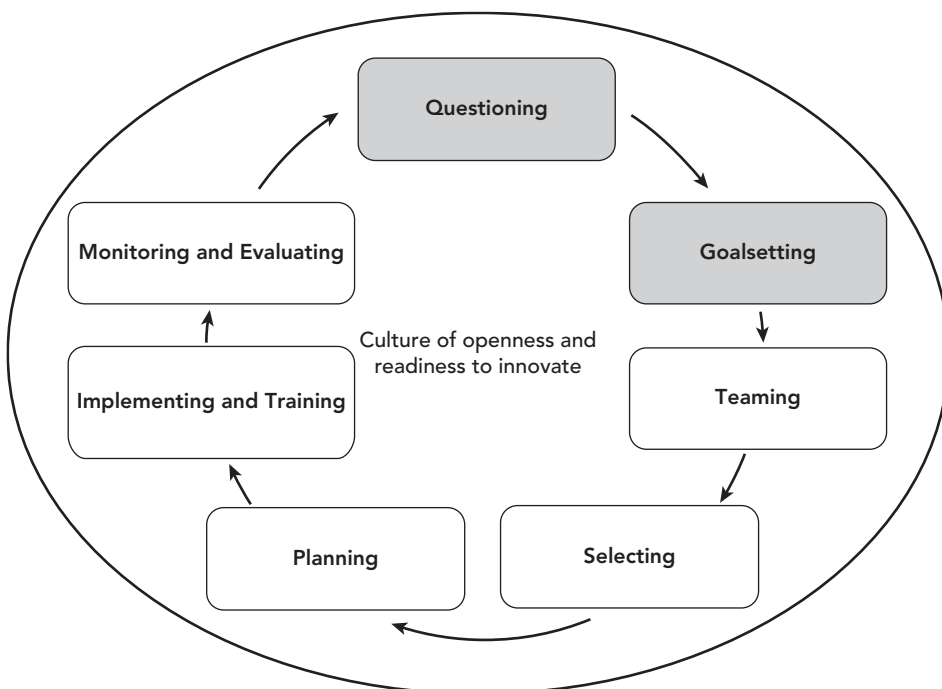 Questioning
Goalsetting
Teaming
Selecting
Planning
Implementing and Training
Monitoring and Evaluating
Culture of openness and
readiness to innovate